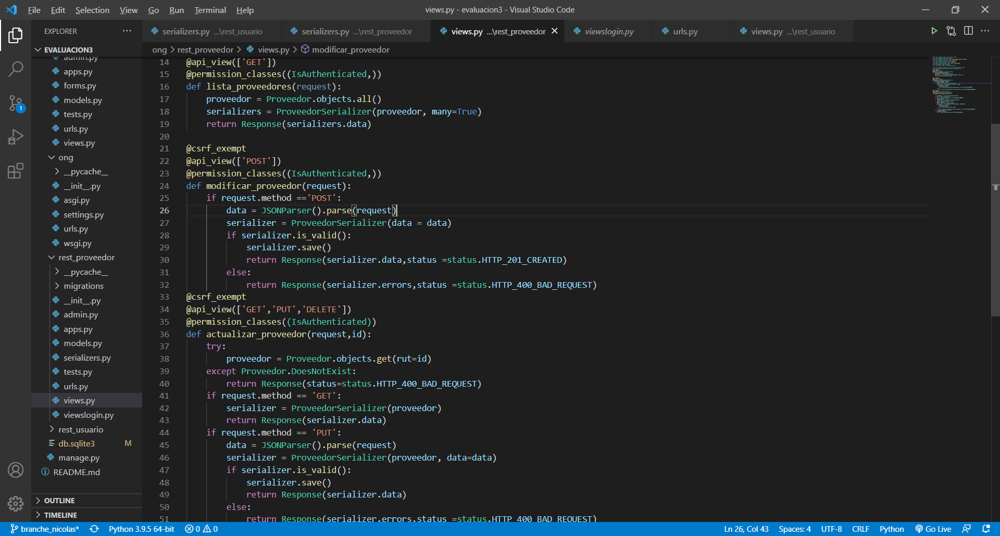 File Edit Selection View Go Run Terminal Help
views.py - evaluacion3 - Visual Studio Code
EXPLORER
serializers.py ...\rest_usuario
serializers.py ...\rest_proveedor
views.py ...\rest_proveedor
viewslogin.py
urls.py
views.py ...\rest_usuario
EVALUACION3
admin.py
apps.py
forms.py
models.py
tests.py
urls.py
views.py
ong
__pycache__
__init__.py
asgi.py
settings.py
urls.py
wsgi.py
rest_proveedor
__pycache__
migrations
__init__.py
admin.py
apps.py
models.py
serializers.py
tests.py
urls.py
views.py
viewslogin.py
rest_usuario
db.sqlite3 M
manage.py
README.md
OUTLINE
TIMELINE
1
ong > rest_proveedor > views.py > modificar_proveedor
14 @api_view(['GET'])
15 @permission_classes((IsAuthenticated,))
16 def lista_proveedores(request):
17 proveedor = Proveedor.objects.all()
18 serializers = ProveedorSerializer(proveedor, many=True)
19 return Response(serializers.data)
20
21 @csrf_exempt
22 @api_view(['POST'])
23 @permission_classes((IsAuthenticated,))
24 def modificar_proveedor(request):
25 if request.method =='POST':
26 data = JSONParser().parse(request)
27 serializer = ProveedorSerializer(data = data)
28 if serializer.is_valid():
29 serializer.save()
30 return Response(serializer.data,status =status.HTTP_201_CREATED)
31 else:
32 return Response(serializer.errors,status =status.HTTP_400_BAD_REQUEST)
33 @csrf_exempt
34 @api_view(['GET','PUT','DELETE'])
35 @permission_classes((IsAuthenticated))
36 def actualizar_proveedor(request,id):
37 try:
38 proveedor = Proveedor.objects.get(rut=id)
39 except Proveedor.DoesNotExist:
40 return Response(status=status.HTTP_400_BAD_REQUEST)
41 if request.method == 'GET':
42 serializer = ProveedorSerializer(proveedor)
43 return Response(serializer.data)
44 if request.method == 'PUT':
45 data = JSONParser().parse(request)
46 serializer = ProveedorSerializer(proveedor, data=data)
47 if serializer.is_valid():
48 serializer.save()
49 return Response(serializer.data)
50 else:
51 return Response(serializer.errors,status =status.HTTP_400_BAD_REQUEST)
branche_nicolas* Python 3.9.5 64-bit 0 0
Ln 26, Col 43 Spaces: 4 UTF-8 CRLF Python Go Live